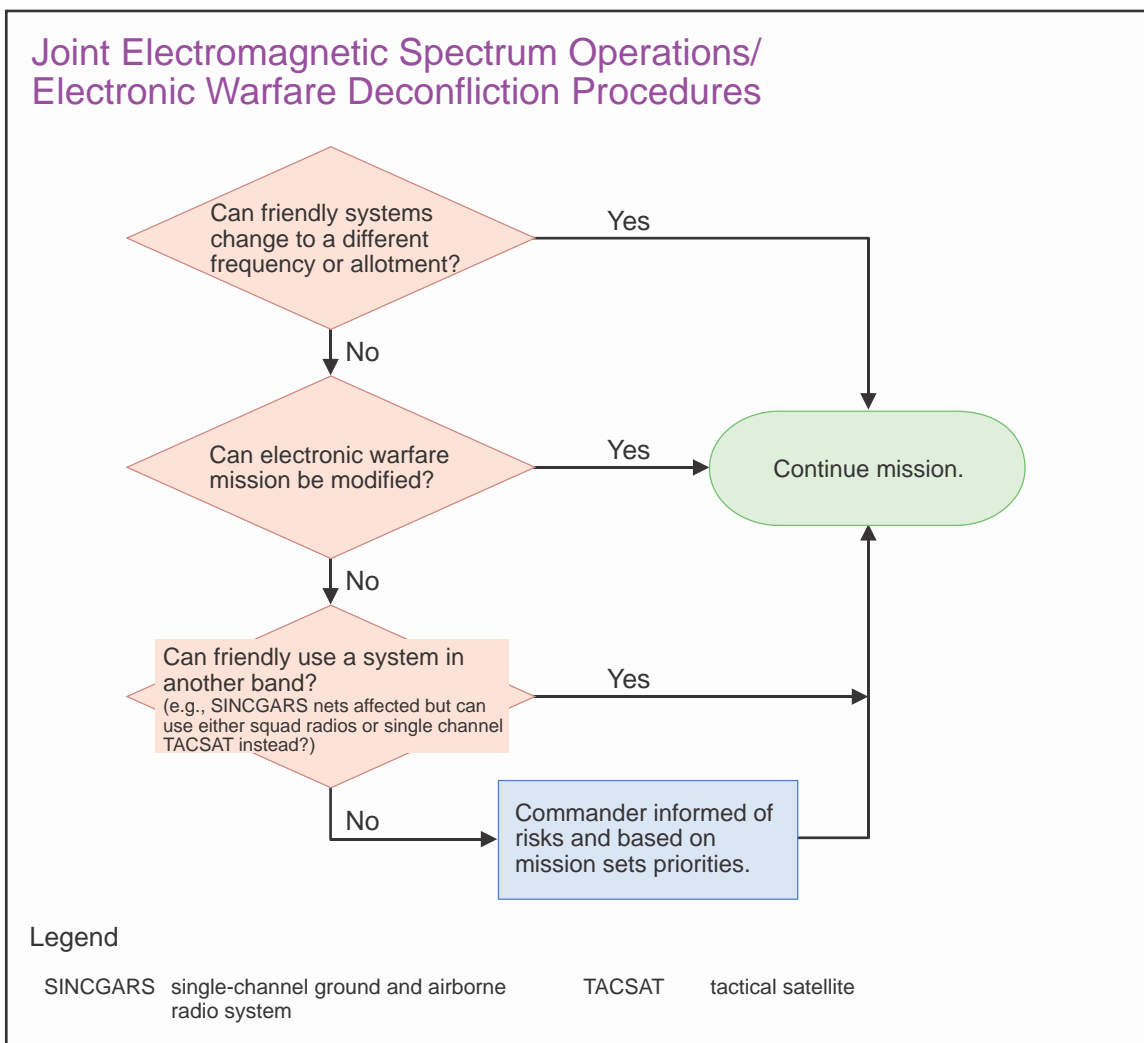 Joint Electromagnetic Spectrum Operations/
Electronic Warfare Deconfliction Procedures
Can friendly systems
change to a different
frequency or allotment?
Yes
No
Can electronic warfare
mission be modified?
Yes
Continue mission.
No
Can friendly use a system in
another band?
(e.g., SINCGARS nets affected but can
use either squad radios or single channel
TACSAT instead?)
Yes
No
Commander informed of
risks and based on
mission sets priorities.
Legend
SINCGARS single-channel ground and airborne
radio system
TACSAT tactical satellite